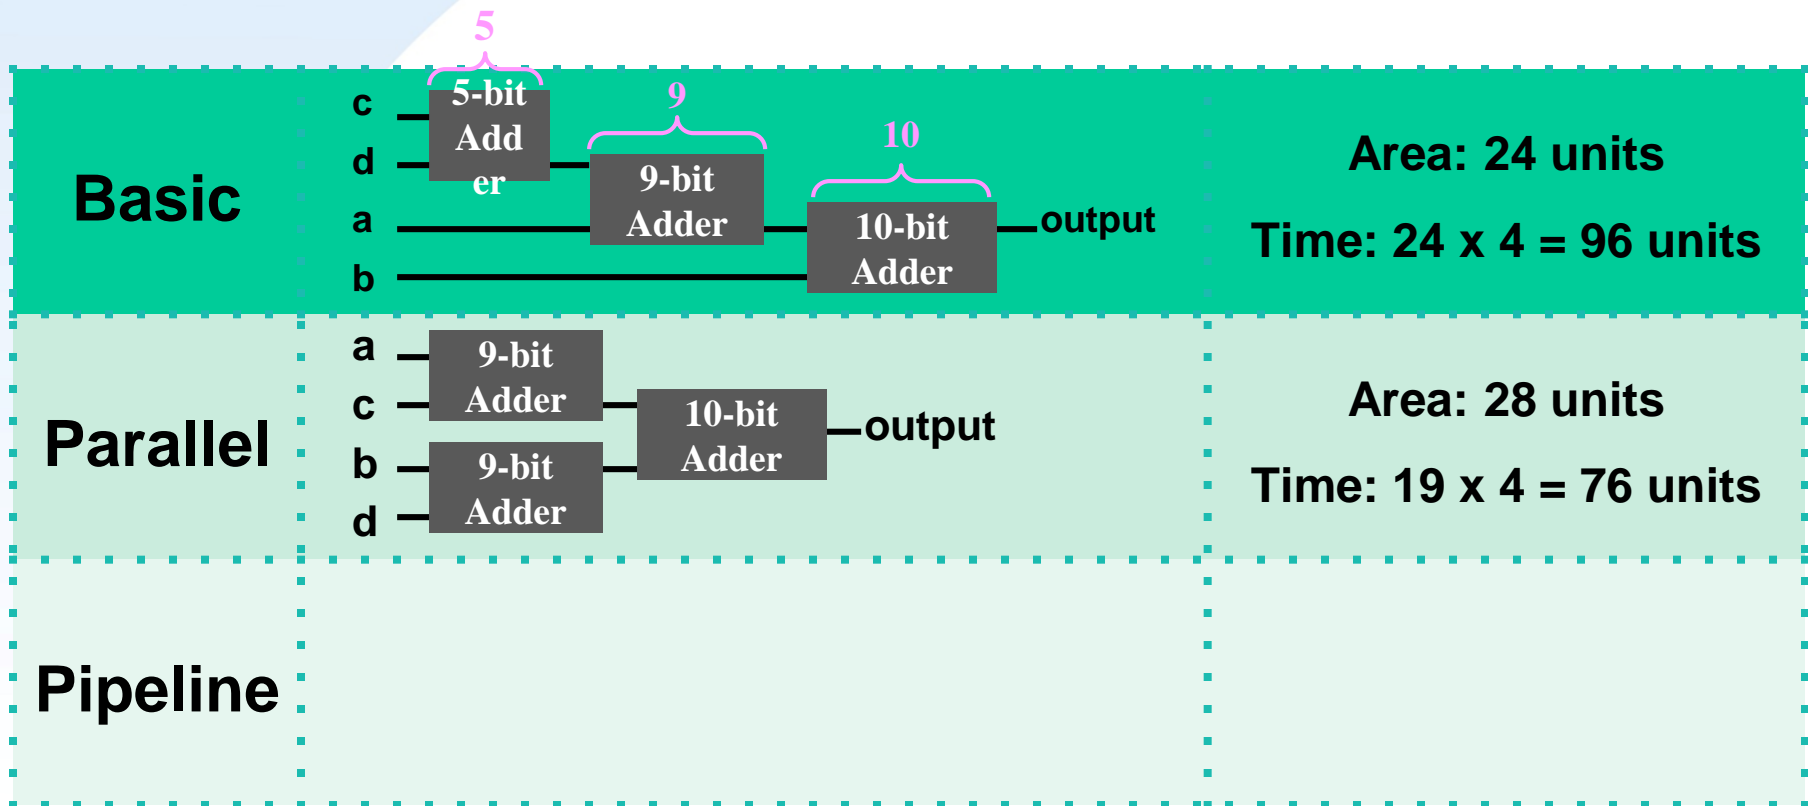 Basic
5
c
d
a
b
5-bit
Add
er
9
9-bit
Adder
10
10-bit
Adder
output
Area: 24 units
Time: 24 x 4 = 96 units
Parallel
a
c
b
d
9-bit
Adder
9-bit
Adder
10-bit
Adder
output
Area: 28 units
Time: 19 x 4 = 76 units
Pipeline